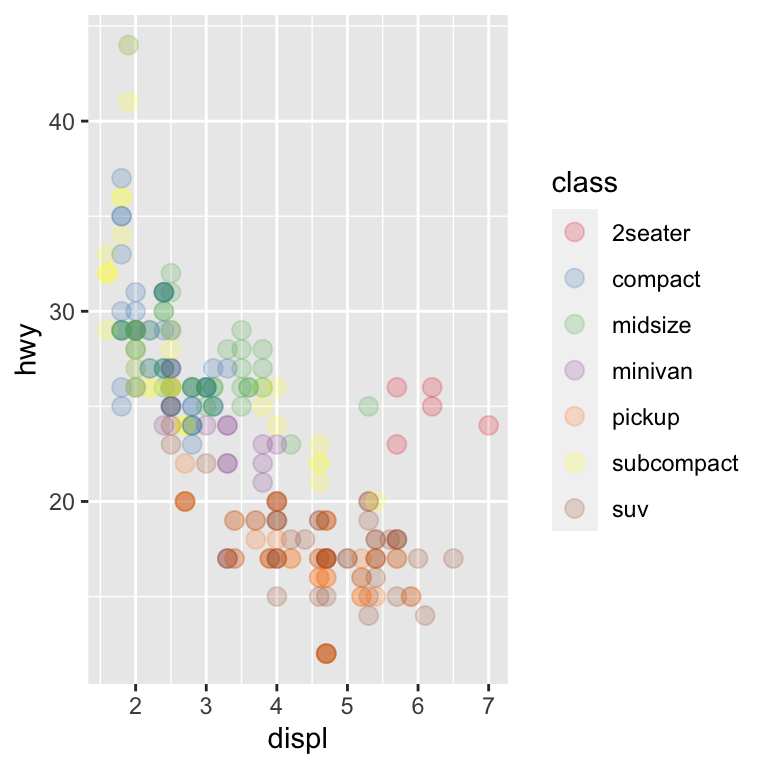 hwy
40
30
20
2 3 4 5 6 7
displ
class
2seater
compact
midsize
minivan
pickup
subcompact
suv